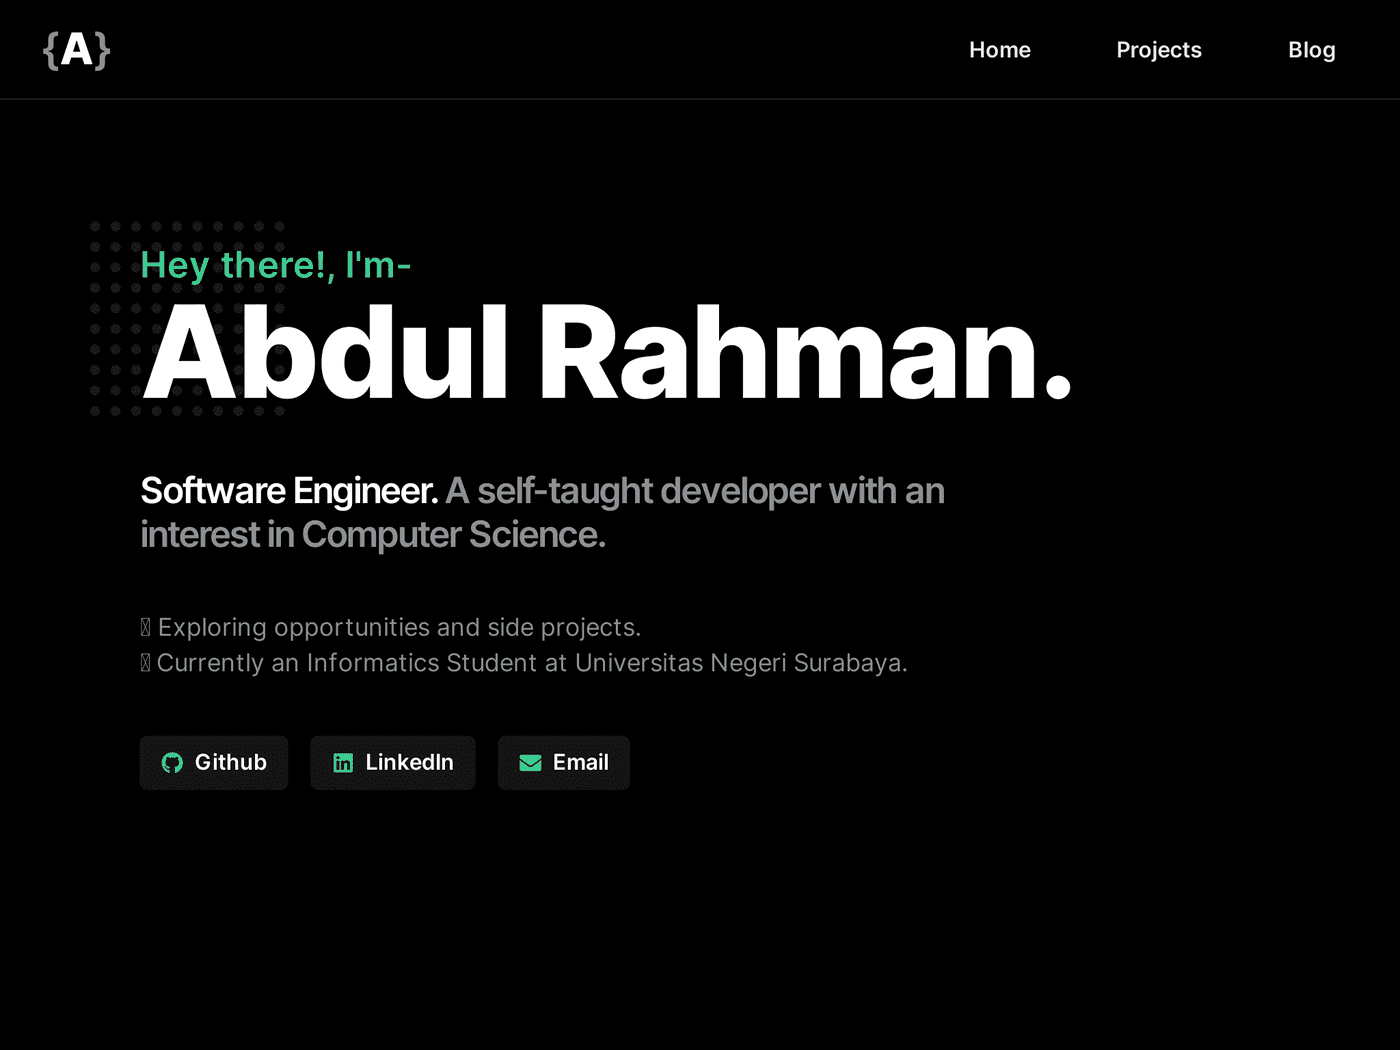 {A}
Home Projects Blog
Hey there!, I'm-
Abdul Rahman.
Software Engineer. A self-taught developer with an
interest in Computer Science.
Exploring opportunities and side projects.
Currently an Informatics Student at Universitas Negeri Surabaya.
Github LinkedIn Email